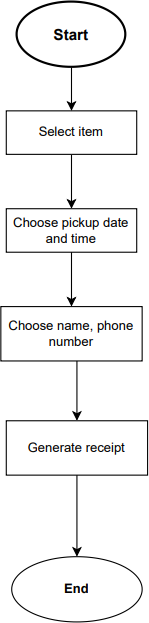 Start
Select item
Choose pickup date
and time
Choose name, phone
number
Generate receipt
End